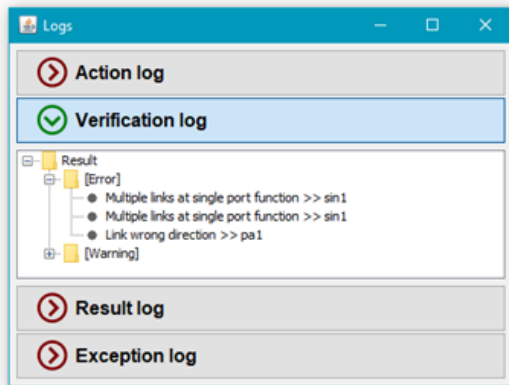 Logs
Action log
Verification log
Result
[Error]
Multiple links at single port function >> sin1
Multiple links at single port function >> sin1
Link wrong direction >> pa1
[Warning]
Result log
Exception log